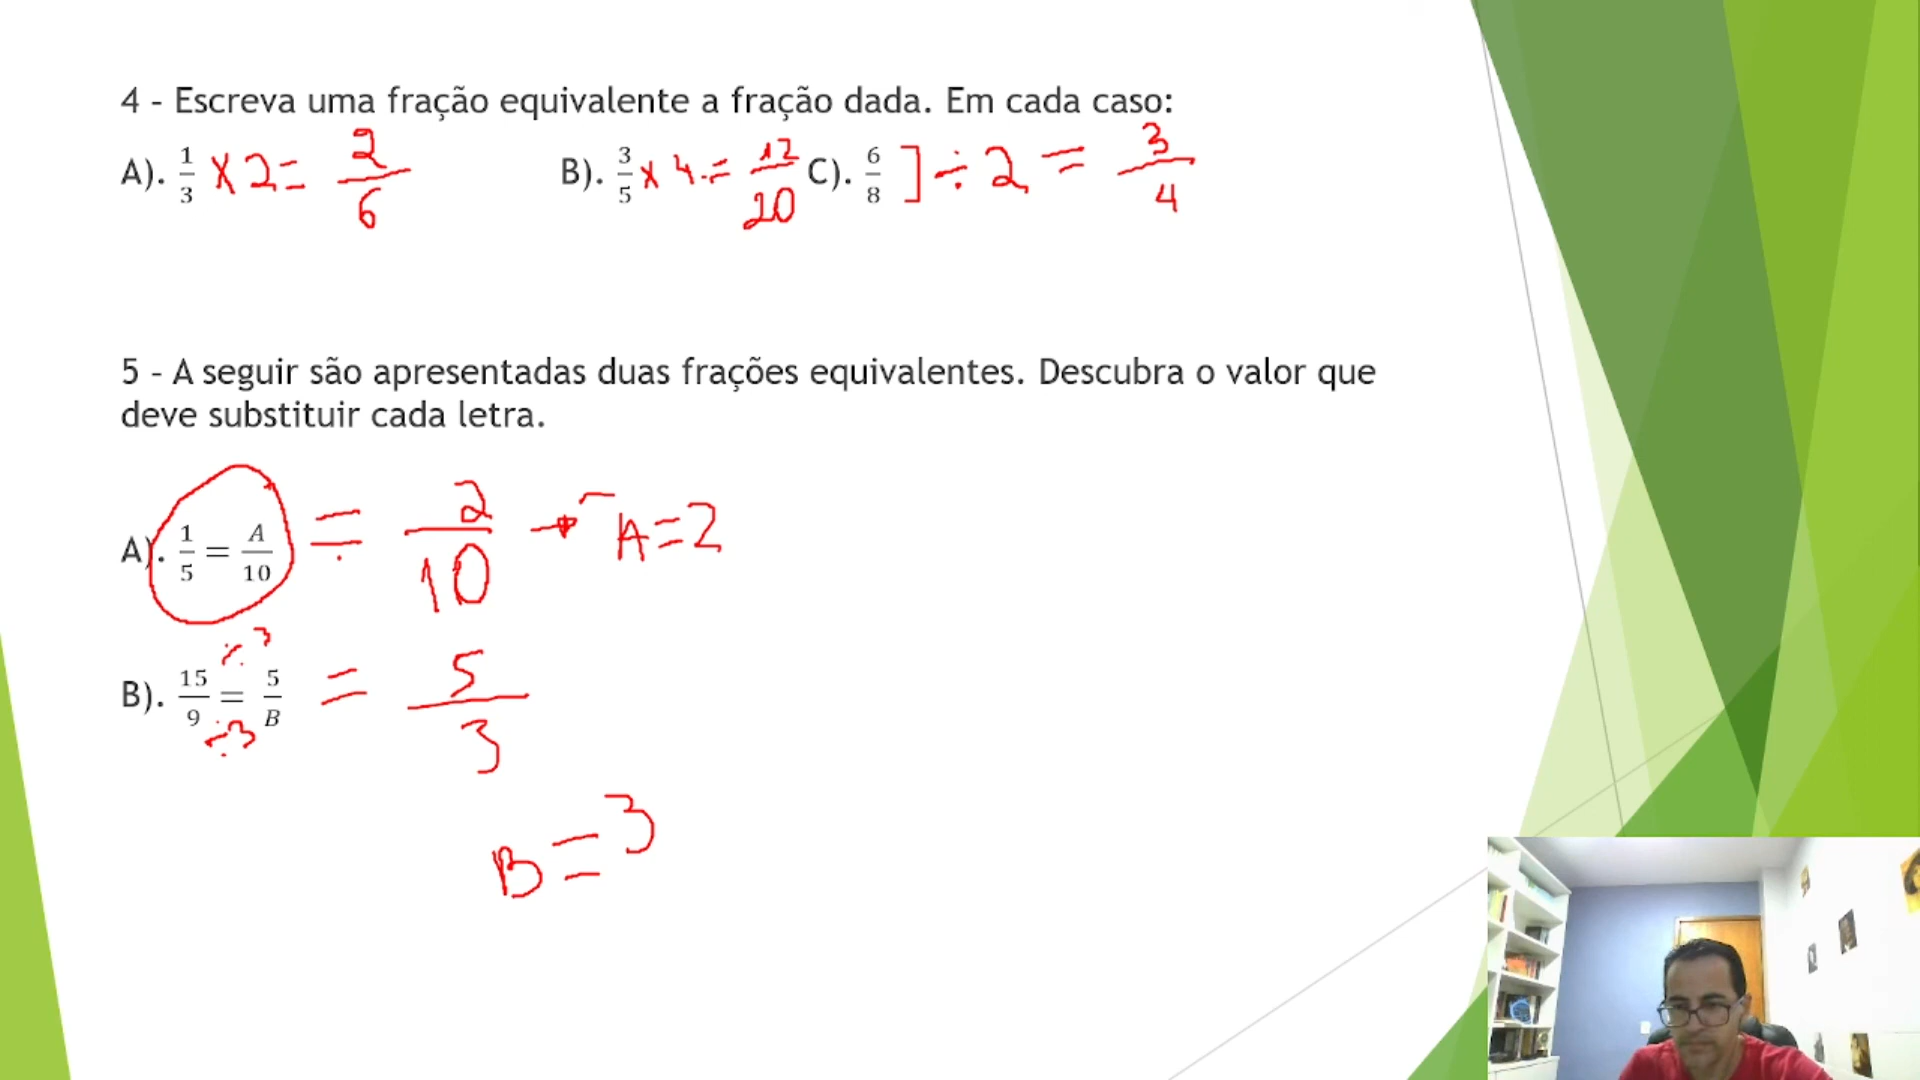 4 – Escreva uma fração equivalente a fração dada. Em cada caso:
A). 1/3 x 2 = 2/6 B). 3/5 x 4 = 12/20 C). 6/8 ] ÷ 2 = 3/4
5 – A seguir são apresentadas duas frações equivalentes. Descubra o valor que
deve substituir cada letra.
A). 1/5 = A/10 = 2/10 → A = 2
÷ 3
B). 15/9 = 5/B = 5/3
÷ 3
B = 3